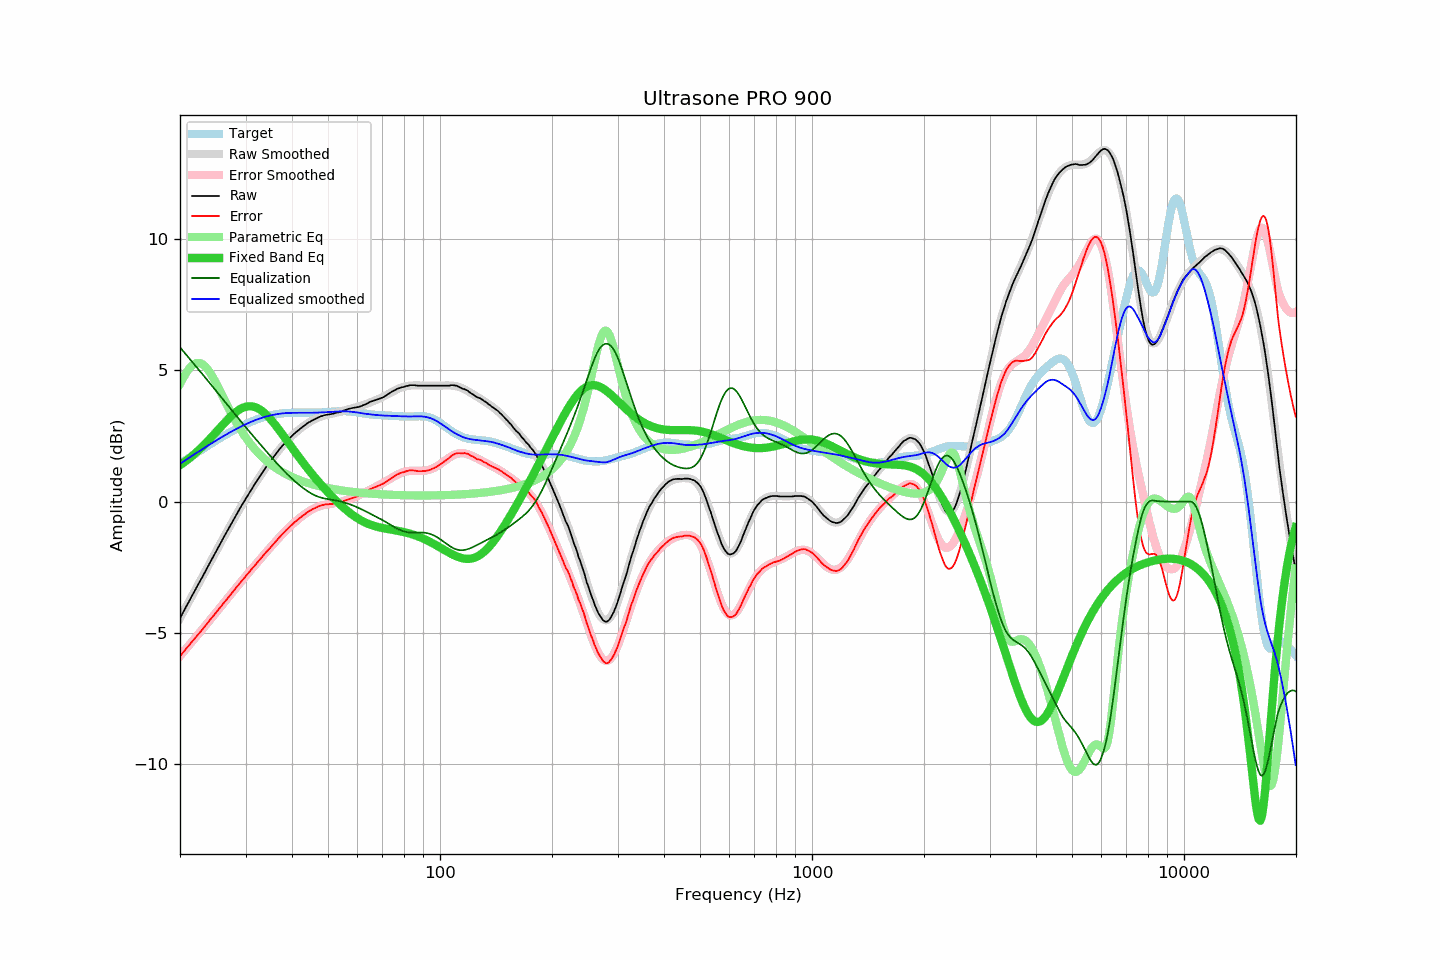 Ultrasone PRO 900
Target
Raw Smoothed
Error Smoothed
Raw
Error
Parametric Eq
Fixed Band Eq
Equalization
Equalized smoothed
Amplitude (dBr)
10
5
0
−5
−10
100
1000
10000
Frequency (Hz)